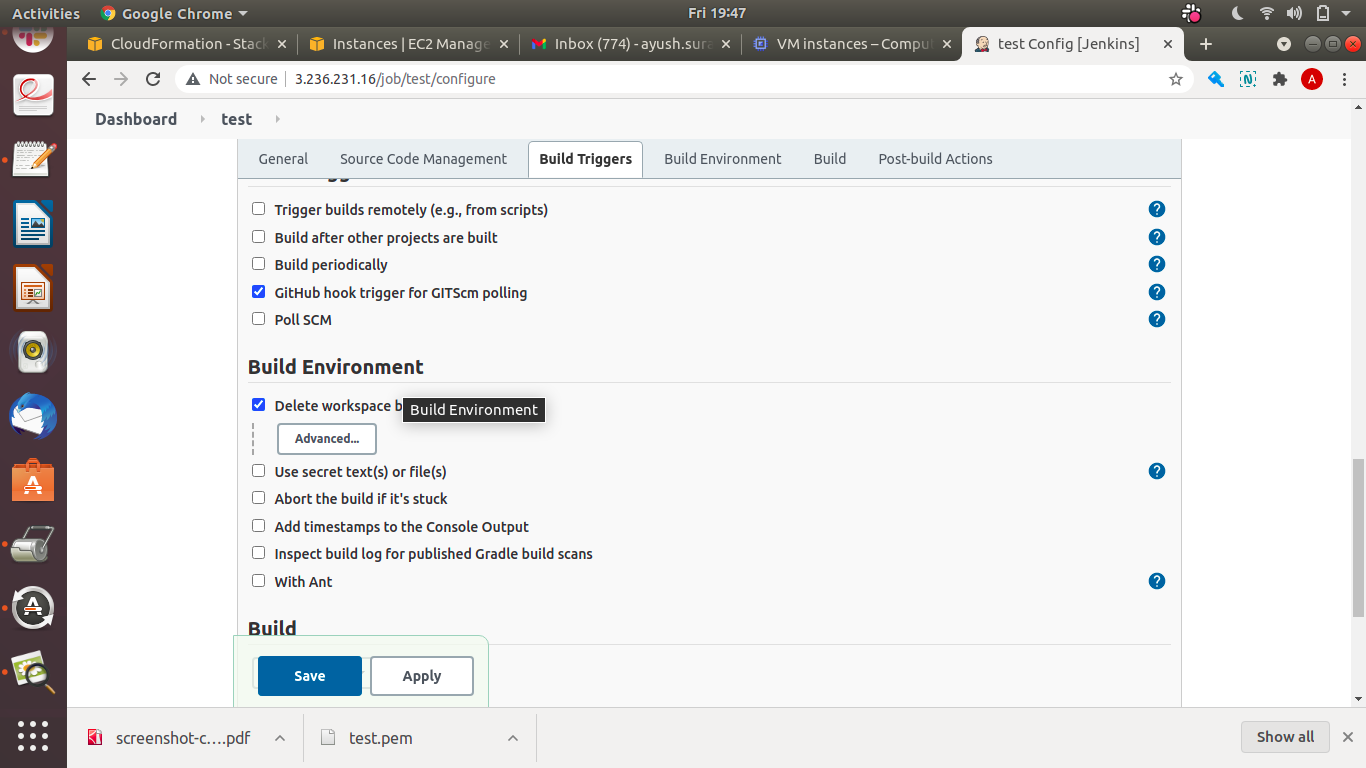 Activities Google Chrome Fri 19:47
CloudFormation - Stack Instances | EC2 Manage Inbox (774) - ayush.sura VM instances – Compu test Config [Jenkins]
Not secure 3.236.231.16/job/test/configure A
Dashboard test
General Source Code Management Build Triggers Build Environment Build Post-build Actions
Trigger builds remotely (e.g., from scripts) ?
Build after other projects are built ?
Build periodically ?
GitHub hook trigger for GITScm polling ?
Poll SCM ?
Build Environment
Delete workspace b Build Environment
Advanced...
Use secret text(s) or file(s) ?
Abort the build if it's stuck
Add timestamps to the Console Output
Inspect build log for published Gradle build scans
With Ant ?
Build
Save Apply
screenshot-c....pdf test.pem Show all